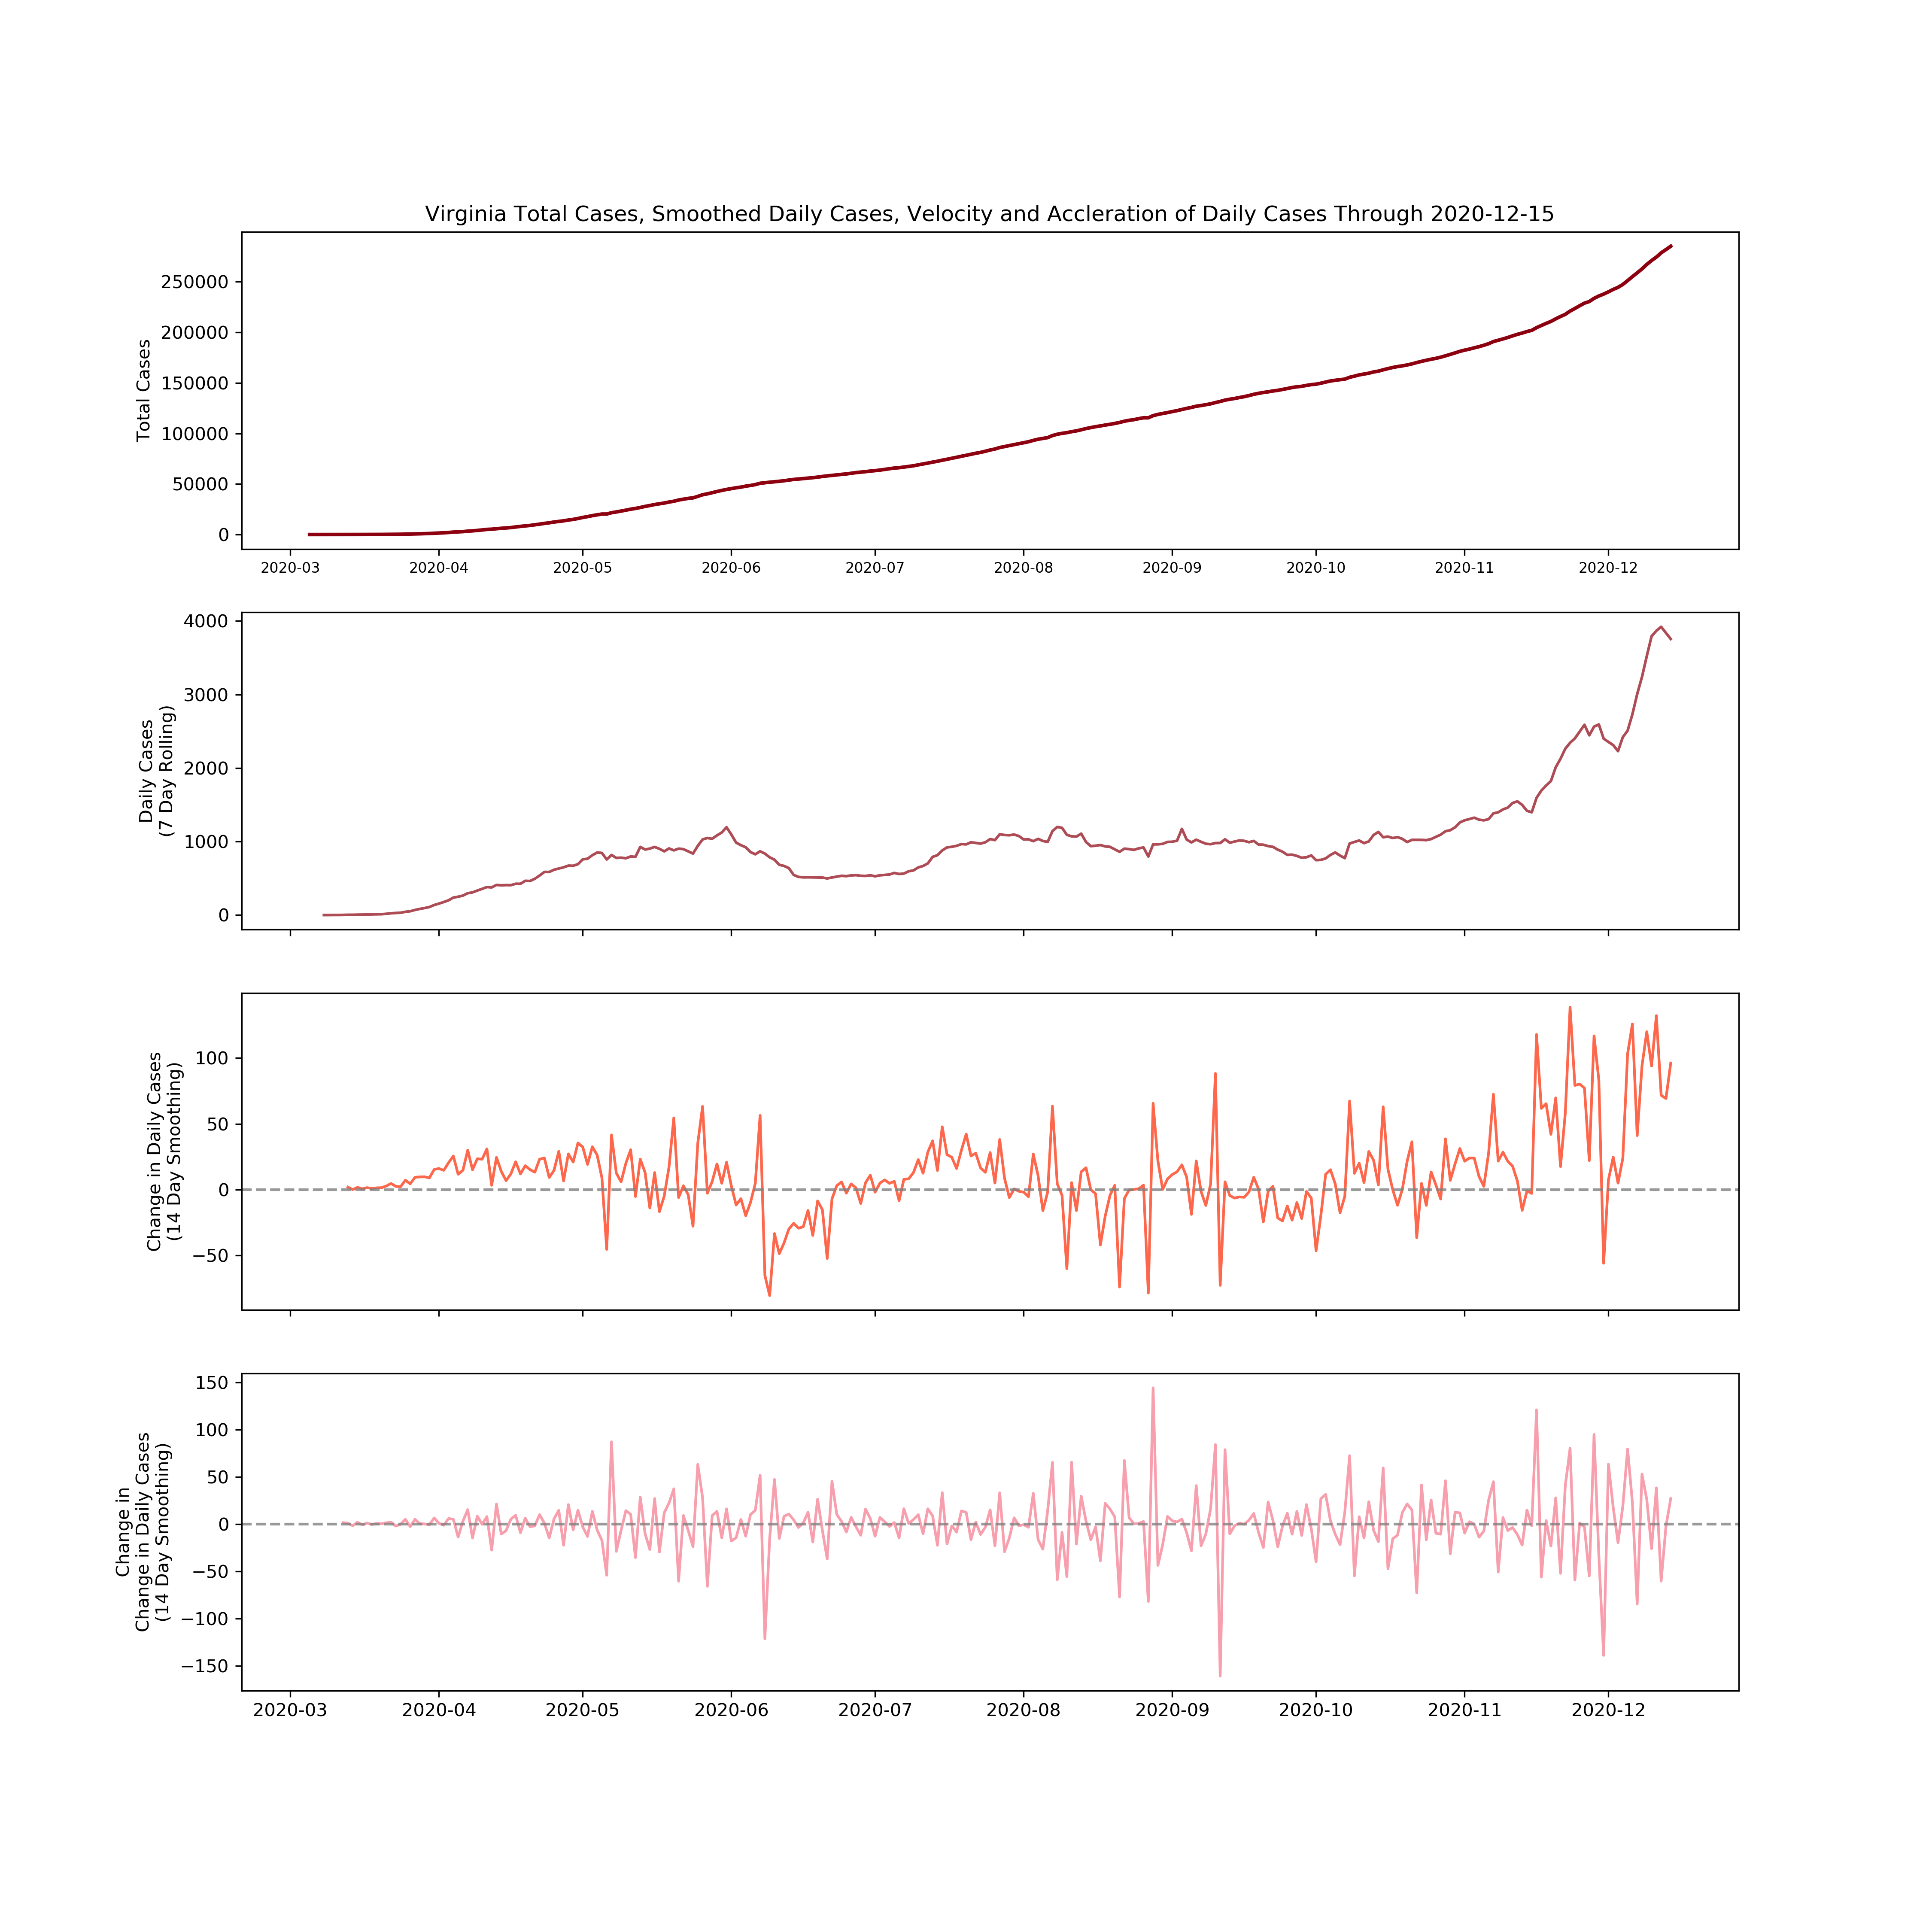 Virginia Total Cases, Smoothed Daily Cases, Velocity and Accleration of Daily Cases Through 2020-12-15
Total Cases
250000
200000
150000
100000
50000
0
2020-03 2020-04 2020-05 2020-06 2020-07 2020-08 2020-09 2020-10 2020-11 2020-12
Daily Cases
(7 Day Rolling)
4000
3000
2000
1000
0
Change in Daily Cases
(14 Day Smoothing)
100
50
0
−50
Change in
Change in Daily Cases
(14 Day Smoothing)
150
100
50
0
−50
−100
−150
2020-03 2020-04 2020-05 2020-06 2020-07 2020-08 2020-09 2020-10 2020-11 2020-12